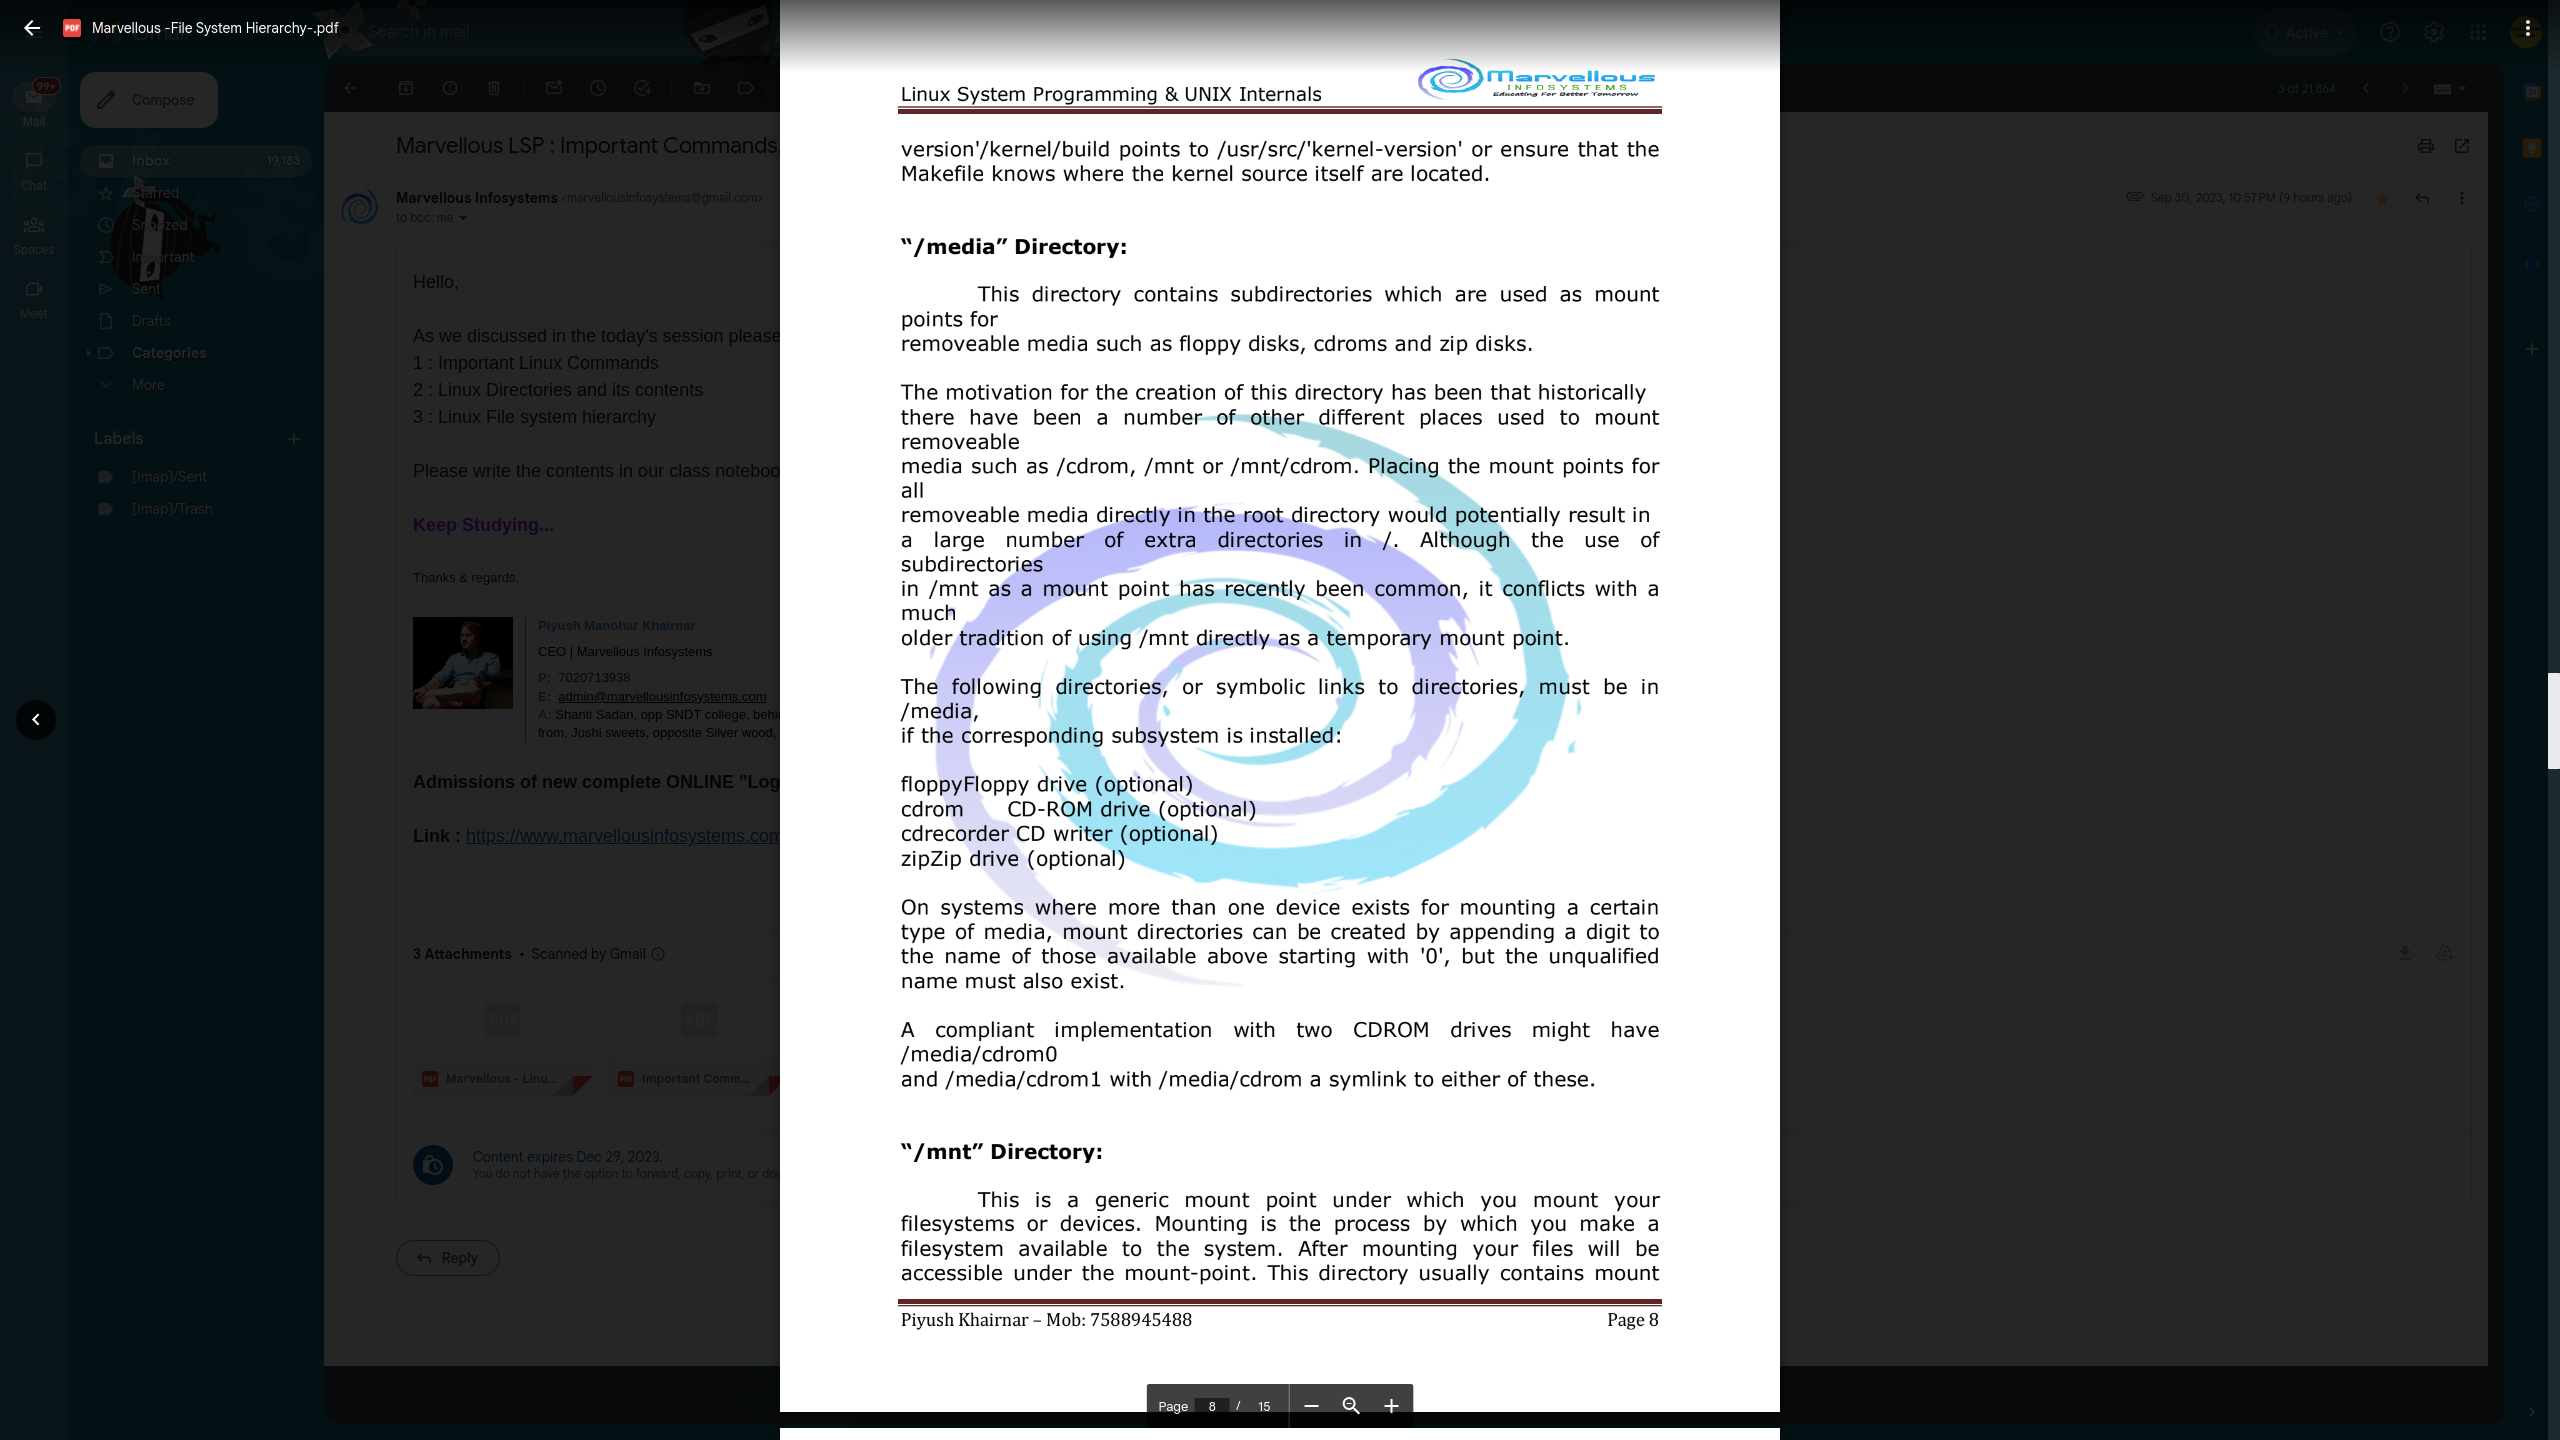 Marvellous -File System Hierarchy-.pdf
Search in mail
Active
99+
Mail
Compose
3 of 21,864
Chat
Spaces
Meet
Inbox 19,183
Starred
Snoozed
Important
Sent
Drafts
Categories
More
Labels
[Imap]/Sent
[Imap]/Trash
Marvellous LSP : Important Commands
Marvellous Infosystems <marvellousinfosystems@gmail.com>
to bcc: me
Sep 30, 2023, 10:57 PM (9 hours ago)
Hello,
As we discussed in the today's session please
1 : Important Linux Commands
2 : Linux Directories and its contents
3 : Linux File system hierarchy
Please write the contents in our class noteboo
Keep Studying...
Thanks & regards,
Piyush Manohar Khairnar
CEO | Marvellous Infosystems
P: 7020713938
E: admin@marvellousinfosystems.com
A: Shanti Sadan, opp SNDT college, behi
from, Joshi sweets, opposite Silver wood,
Admissions of new complete ONLINE "Log
Link : https://www.marvellousinfosystems.com
3 Attachments • Scanned by Gmail
PDF
PDF
PDF Marvellous - Linu...
PDF Important Comm...
Content expires Dec 29, 2023.
You do not have the option to forward, copy, print, or dow
Reply
Linux System Programming & UNIX Internals
Marvellous
INFOSYSTEMS
Educating For Better Tomorrow
version'/kernel/build points to /usr/src/'kernel-version' or ensure that the
Makefile knows where the kernel source itself are located.
“/media” Directory:
This directory contains subdirectories which are used as mount
points for
removeable media such as floppy disks, cdroms and zip disks.
The motivation for the creation of this directory has been that historically
there have been a number of other different places used to mount
removeable
media such as /cdrom, /mnt or /mnt/cdrom. Placing the mount points for
all
removeable media directly in the root directory would potentially result in
a large number of extra directories in /. Although the use of
subdirectories
in /mnt as a mount point has recently been common, it conflicts with a
much
older tradition of using /mnt directly as a temporary mount point.
The following directories, or symbolic links to directories, must be in
/media,
if the corresponding subsystem is installed:
floppyFloppy drive (optional)
cdrom CD-ROM drive (optional)
cdrecorder CD writer (optional)
zipZip drive (optional)
On systems where more than one device exists for mounting a certain
type of media, mount directories can be created by appending a digit to
the name of those available above starting with '0', but the unqualified
name must also exist.
A compliant implementation with two CDROM drives might have
/media/cdrom0
and /media/cdrom1 with /media/cdrom a symlink to either of these.
“/mnt” Directory:
This is a generic mount point under which you mount your
filesystems or devices. Mounting is the process by which you make a
filesystem available to the system. After mounting your files will be
accessible under the mount-point. This directory usually contains mount
Piyush Khairnar – Mob: 7588945488 Page 8
Page 8 / 15